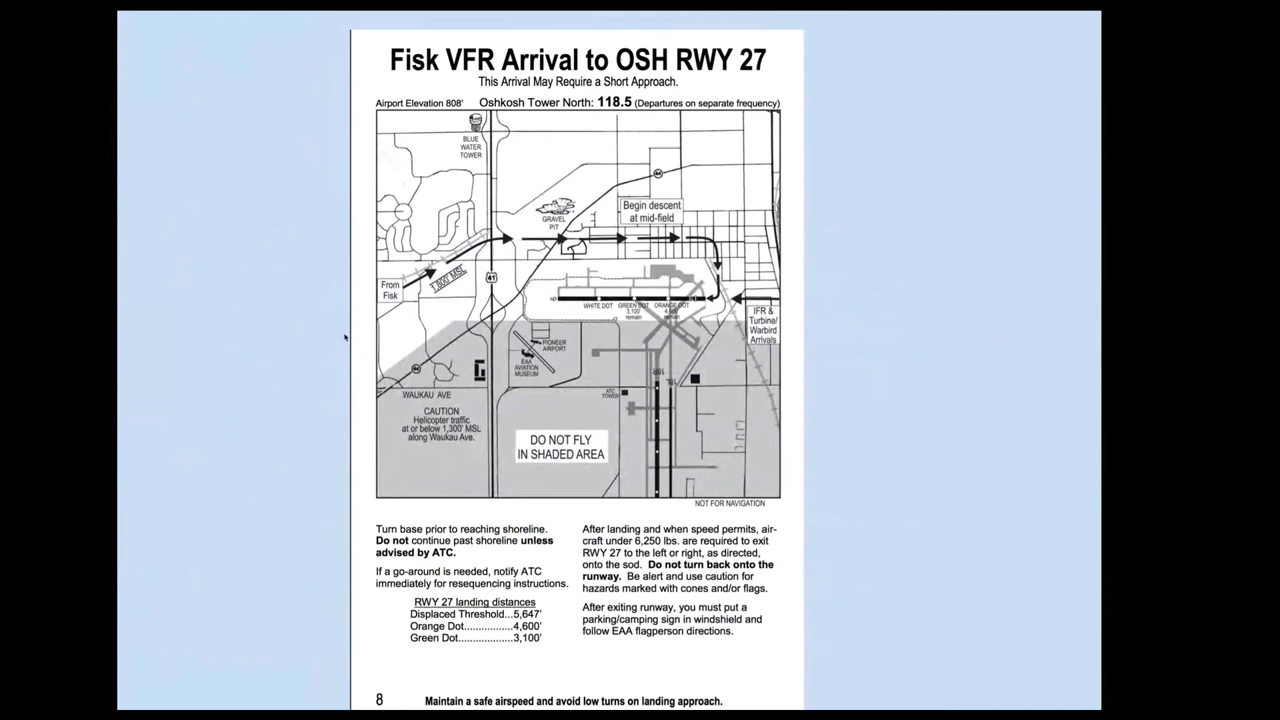 Fisk VFR Arrival to OSH RWY 27
This Arrival May Require a Short Approach.
Airport Elevation 808'
Oshkosh Tower North: 118.5 (Departures on separate frequency)
BLUE
WATER
TOWER
44
Begin descent
at mid-field
GRAVEL
PIT
From
Fisk
1,800 MSL
41
WHITE DOT
GREEN DOT
3,100'
remain
ORANGE DOT
remain
IFR &
Turbine/
Warbird
Arrivals
PIONEER
AIRPORT
EAA
AVIATION
MUSEUM
44
18R
18L
ATC
TOWER
WAUKAU AVE
CAUTION
Helicopter traffic
at or below 1,300' MSL
along Waukau Ave.
DO NOT FLY
IN SHADED AREA
NOT FOR NAVIGATION
Turn base prior to reaching shoreline.
Do not continue past shoreline unless
advised by ATC.
If a go-around is needed, notify ATC
immediately for resequencing instructions.
RWY 27 landing distances
Displaced Threshold...5,647'
Orange Dot.................4,600'
Green Dot...................3,100'
After landing and when speed permits, air-
craft under 6,250 lbs. are required to exit
RWY 27 to the left or right, as directed,
onto the sod. Do not turn back onto the
runway. Be alert and use caution for
hazards marked with cones and/or flags.
After exiting runway, you must put a
parking/camping sign in windshield and
follow EAA flagperson directions.
8
Maintain a safe airspeed and avoid low turns on landing approach.